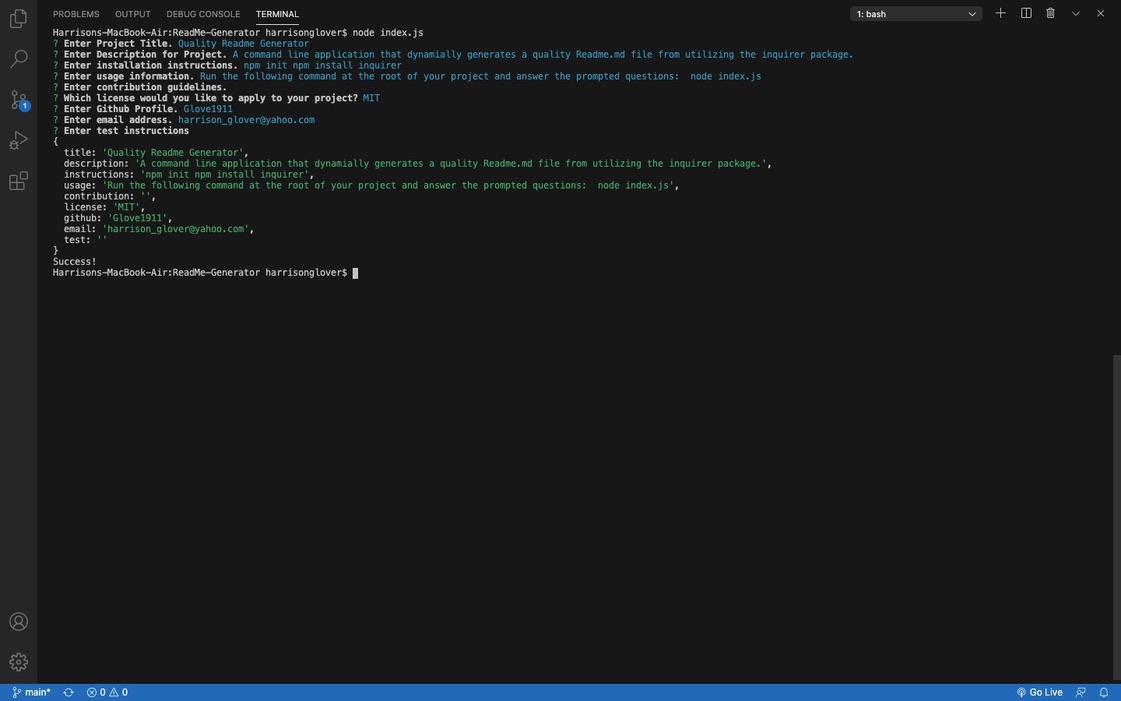 PROBLEMS OUTPUT DEBUG CONSOLE TERMINAL 1: bash
Harrisons-MacBook-Air:ReadMe-Generator harrisonglover$ node index.js
? Enter Project Title. Quality Readme Generator
? Enter Description for Project. A command line application that dynamially generates a quality Readme.md file from utilizing the inquirer package.
? Enter installation instructions. npm init npm install inquirer
? Enter usage information. Run the following command at the root of your project and answer the prompted questions:  node index.js
? Enter contribution guidelines.
? Which license would you like to apply to your project? MIT
? Enter Github Profile. Glove1911
? Enter email address. harrison_glover@yahoo.com
? Enter test instructions
{
  title: 'Quality Readme Generator',
  description: 'A command line application that dynamially generates a quality Readme.md file from utilizing the inquirer package.',
  instructions: 'npm init npm install inquirer',
  usage: 'Run the following command at the root of your project and answer the prompted questions:  node index.js',
  contribution: '',
  license: 'MIT',
  github: 'Glove1911',
  email: 'harrison_glover@yahoo.com',
  test: ''
}
Success!
Harrisons-MacBook-Air:ReadMe-Generator harrisonglover$
1
main* 0 0 Go Live